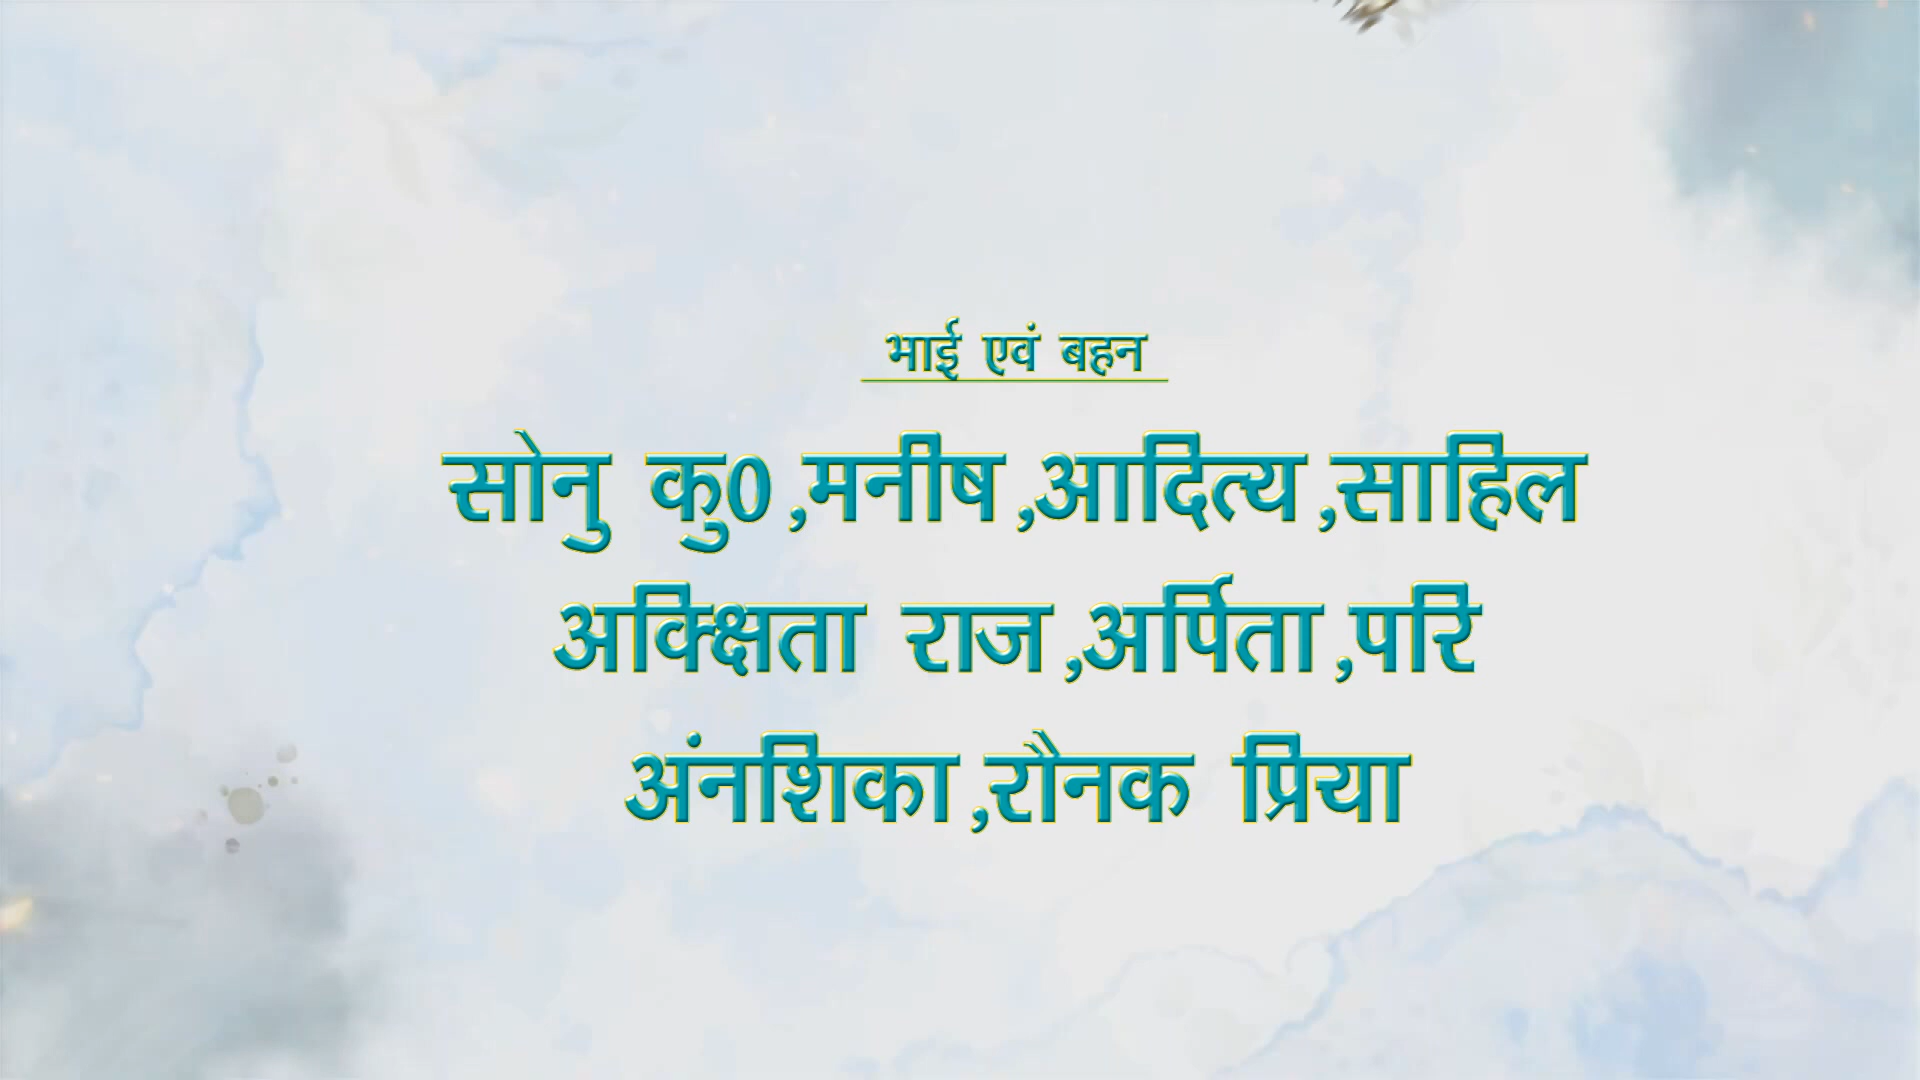 भाई एवं बहन
सोनु कु0 ,मनीष ,आदित्य ,साहिल
अक्क्षिता राज ,अर्पिता ,परि
अंनशिका ,रौनक प्रिया